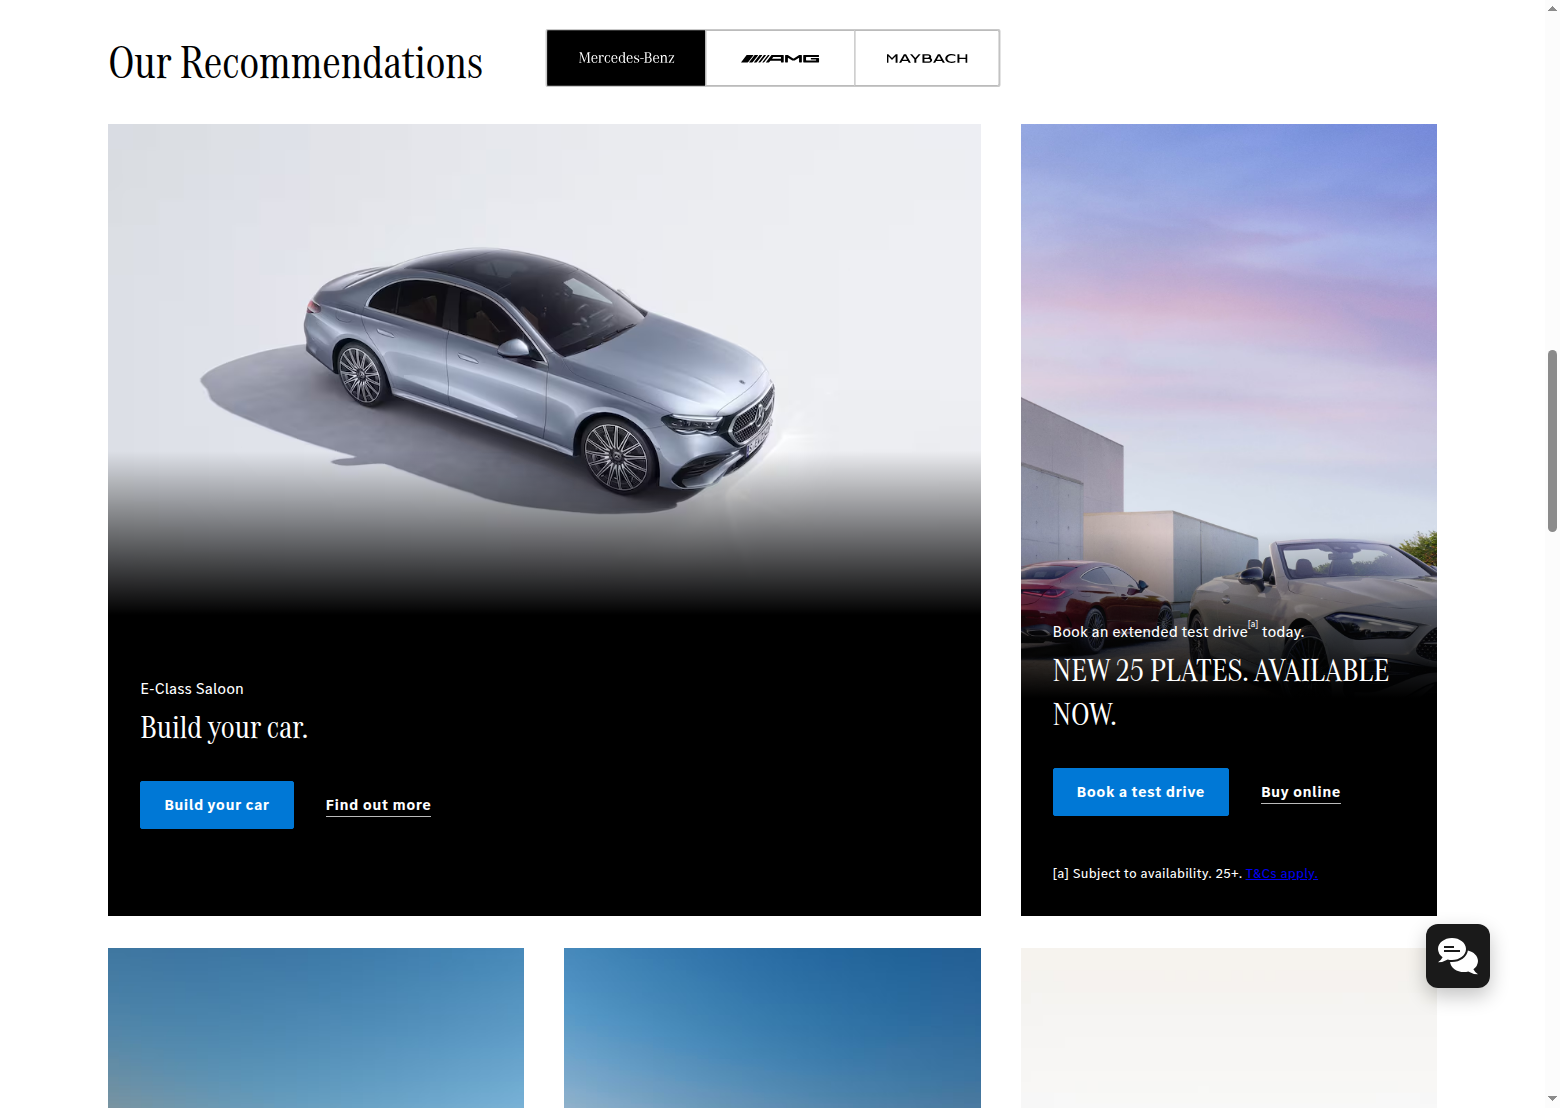 Our Recommendations
Mercedes-Benz
AMG
MAYBACH
E-Class Saloon
Build your car.
Build your car
Find out more
Book an extended test drive[a] today.
NEW 25 PLATES. AVAILABLE
NOW.
Book a test drive
Buy online
[a] Subject to availability. 25+. T&Cs apply.